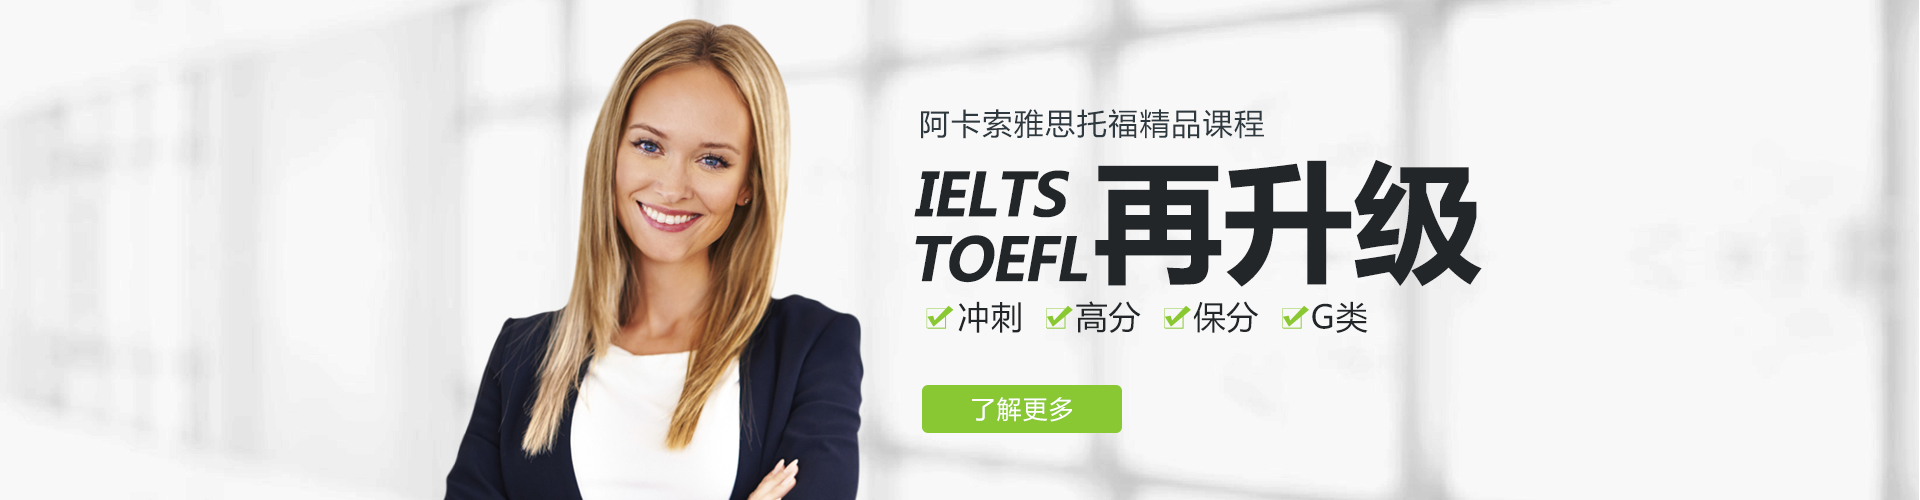 阿卡索雅思托福精品课程
IELTS
TOEFL
再升级
冲刺 高分 保分 G类
了解更多